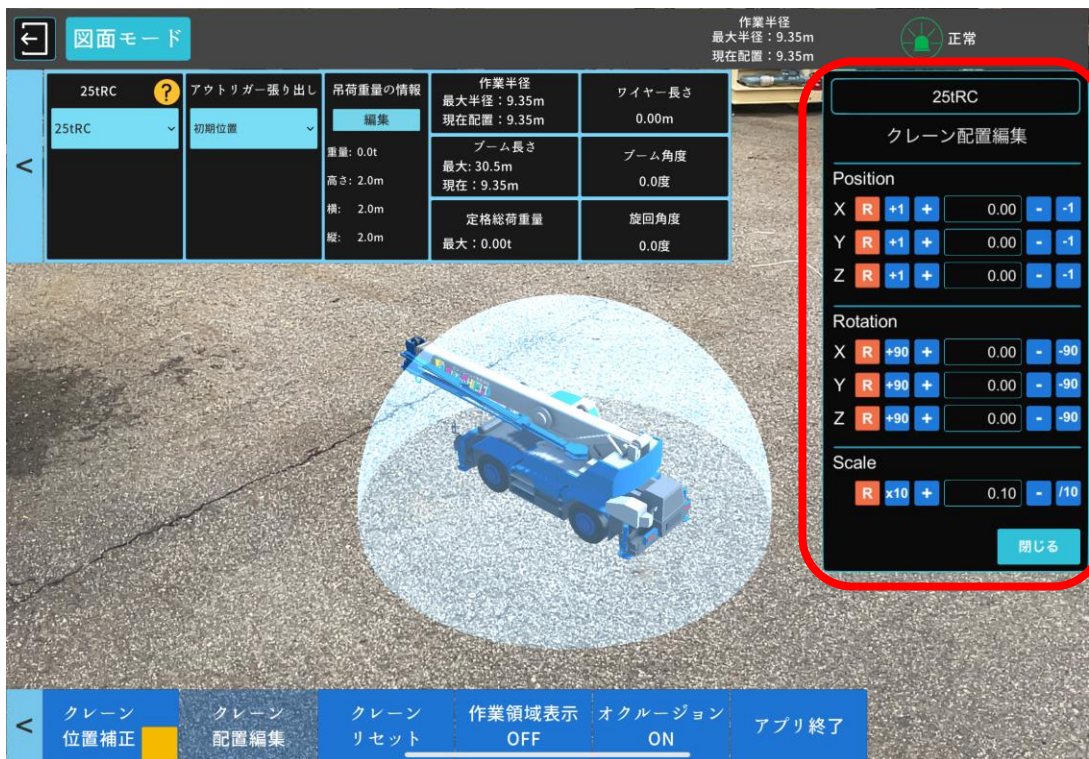 図面モード
作業半径
最大半径：9.35m
現在配置：9.35m
正常
25tRC
?
25tRC
アウトリガー張り出し
初期位置
吊荷重量の情報
編集
重量: 0.0t
高さ: 2.0m
横: 2.0m
縦: 2.0m
作業半径
最大半径：9.35m
現在配置：9.35m
ワイヤー長さ
0.00m
ブーム長さ
最大: 30.5m
現在：9.35m
ブーム角度
0.0度
定格総荷重量
最大：0.00t
旋回角度
0.0度
<
25tRC
クレーン配置編集
Position
X R +1 + 0.00 - -1
Y R +1 + 0.00 - -1
Z R +1 + 0.00 - -1
Rotation
X R +90 + 0.00 - -90
Y R +90 + 0.00 - -90
Z R +90 + 0.00 - -90
Scale
R x10 + 0.10 - /10
閉じる
<
クレーン
位置補正
クレーン
配置編集
クレーン
リセット
作業領域表示
OFF
オクルージョン
ON
アプリ終了